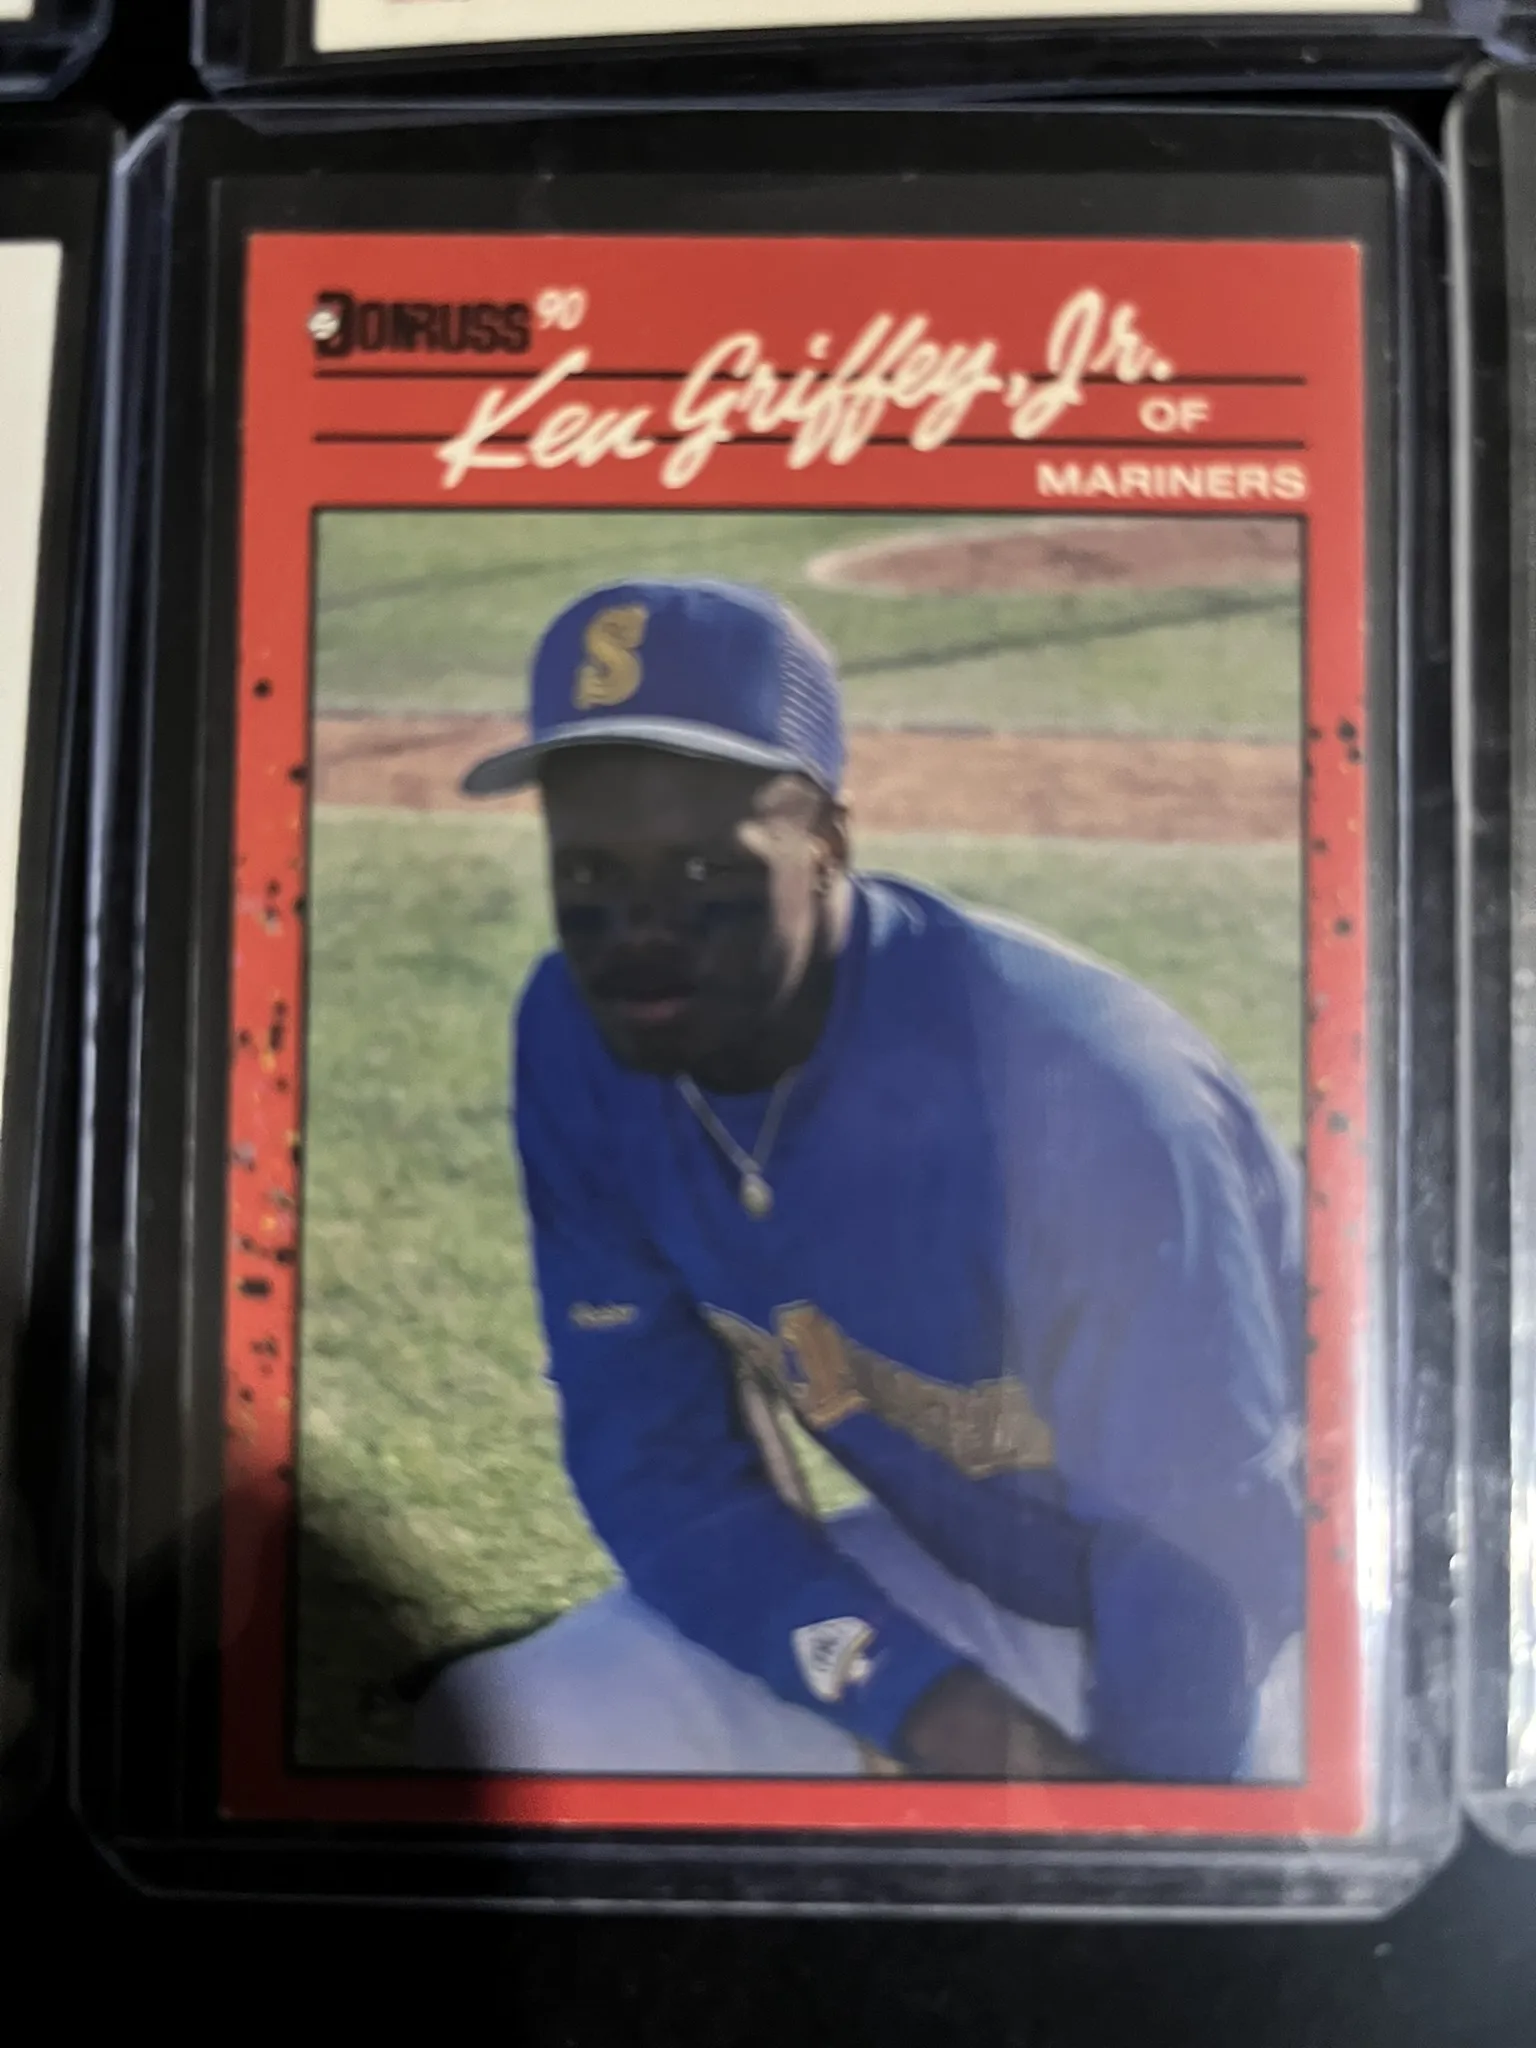 DONRUSS 90
Ken Griffey, Jr.
OF
MARINERS
S